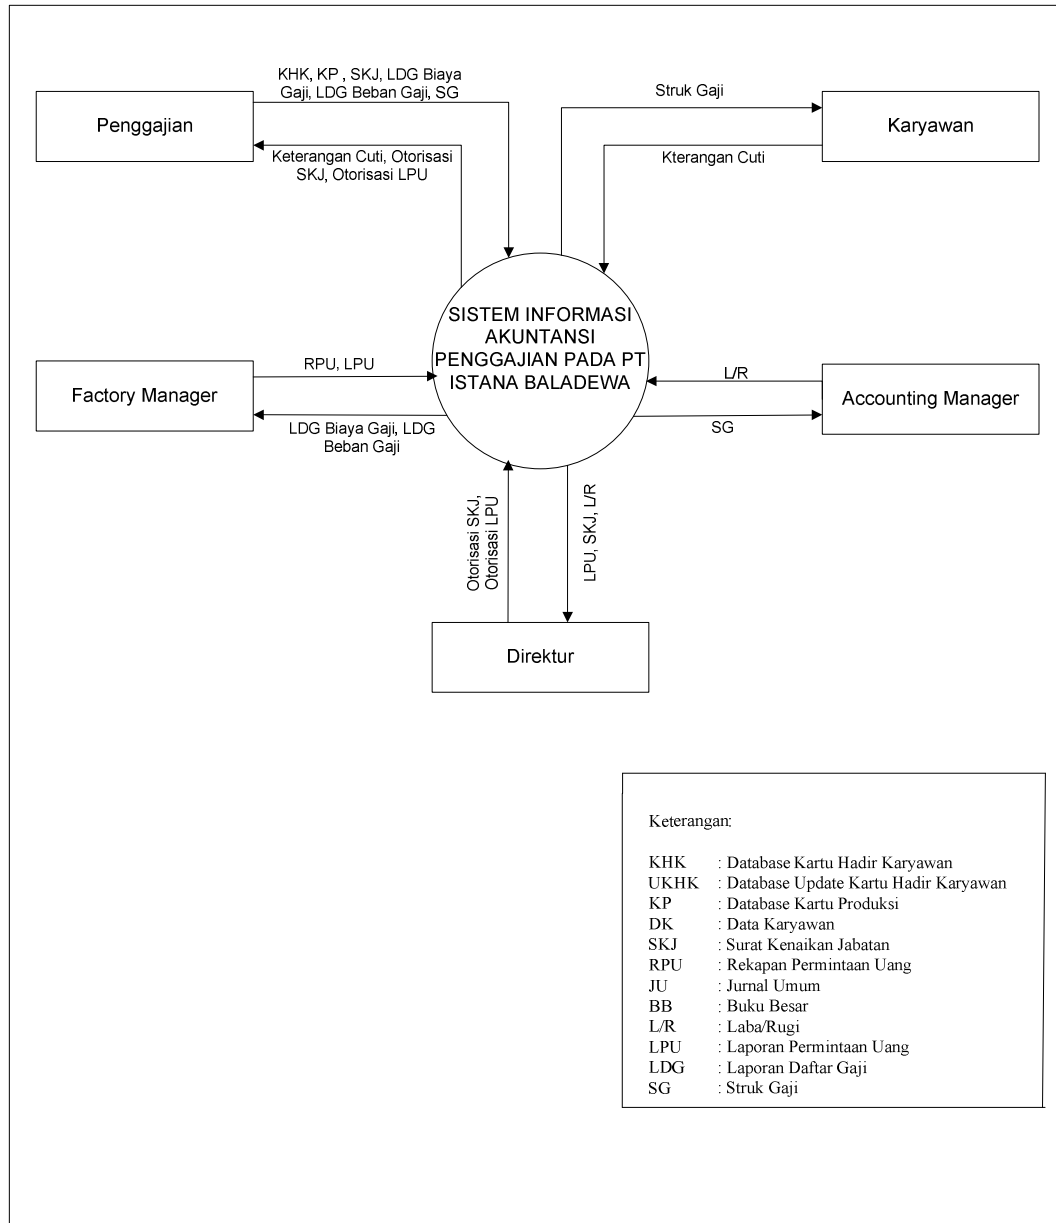 KHK, KP , SKJ, LDG Biaya
Gaji, LDG Beban Gaji, SG
Struk Gaji
Penggajian
Karyawan
Keterangan Cuti, Otorisasi
SKJ, Otorisasi LPU
Kterangan Cuti
SISTEM INFORMASI
AKUNTANSI
PENGGAJIAN PADA PT
ISTANA BALADEWA
RPU, LPU
L/R
Factory Manager
Accounting Manager
LDG Biaya Gaji, LDG
Beban Gaji
SG
Otorisasi SKJ,
Otorisasi LPU
LPU, SKJ, L/R
Direktur
Keterangan:
KHK : Database Kartu Hadir Karyawan
UKHK : Database Update Kartu Hadir Karyawan
KP : Database Kartu Produksi
DK : Data Karyawan
SKJ : Surat Kenaikan Jabatan
RPU : Rekapan Permintaan Uang
JU : Jurnal Umum
BB : Buku Besar
L/R : Laba/Rugi
LPU : Laporan Permintaan Uang
LDG : Laporan Daftar Gaji
SG : Struk Gaji